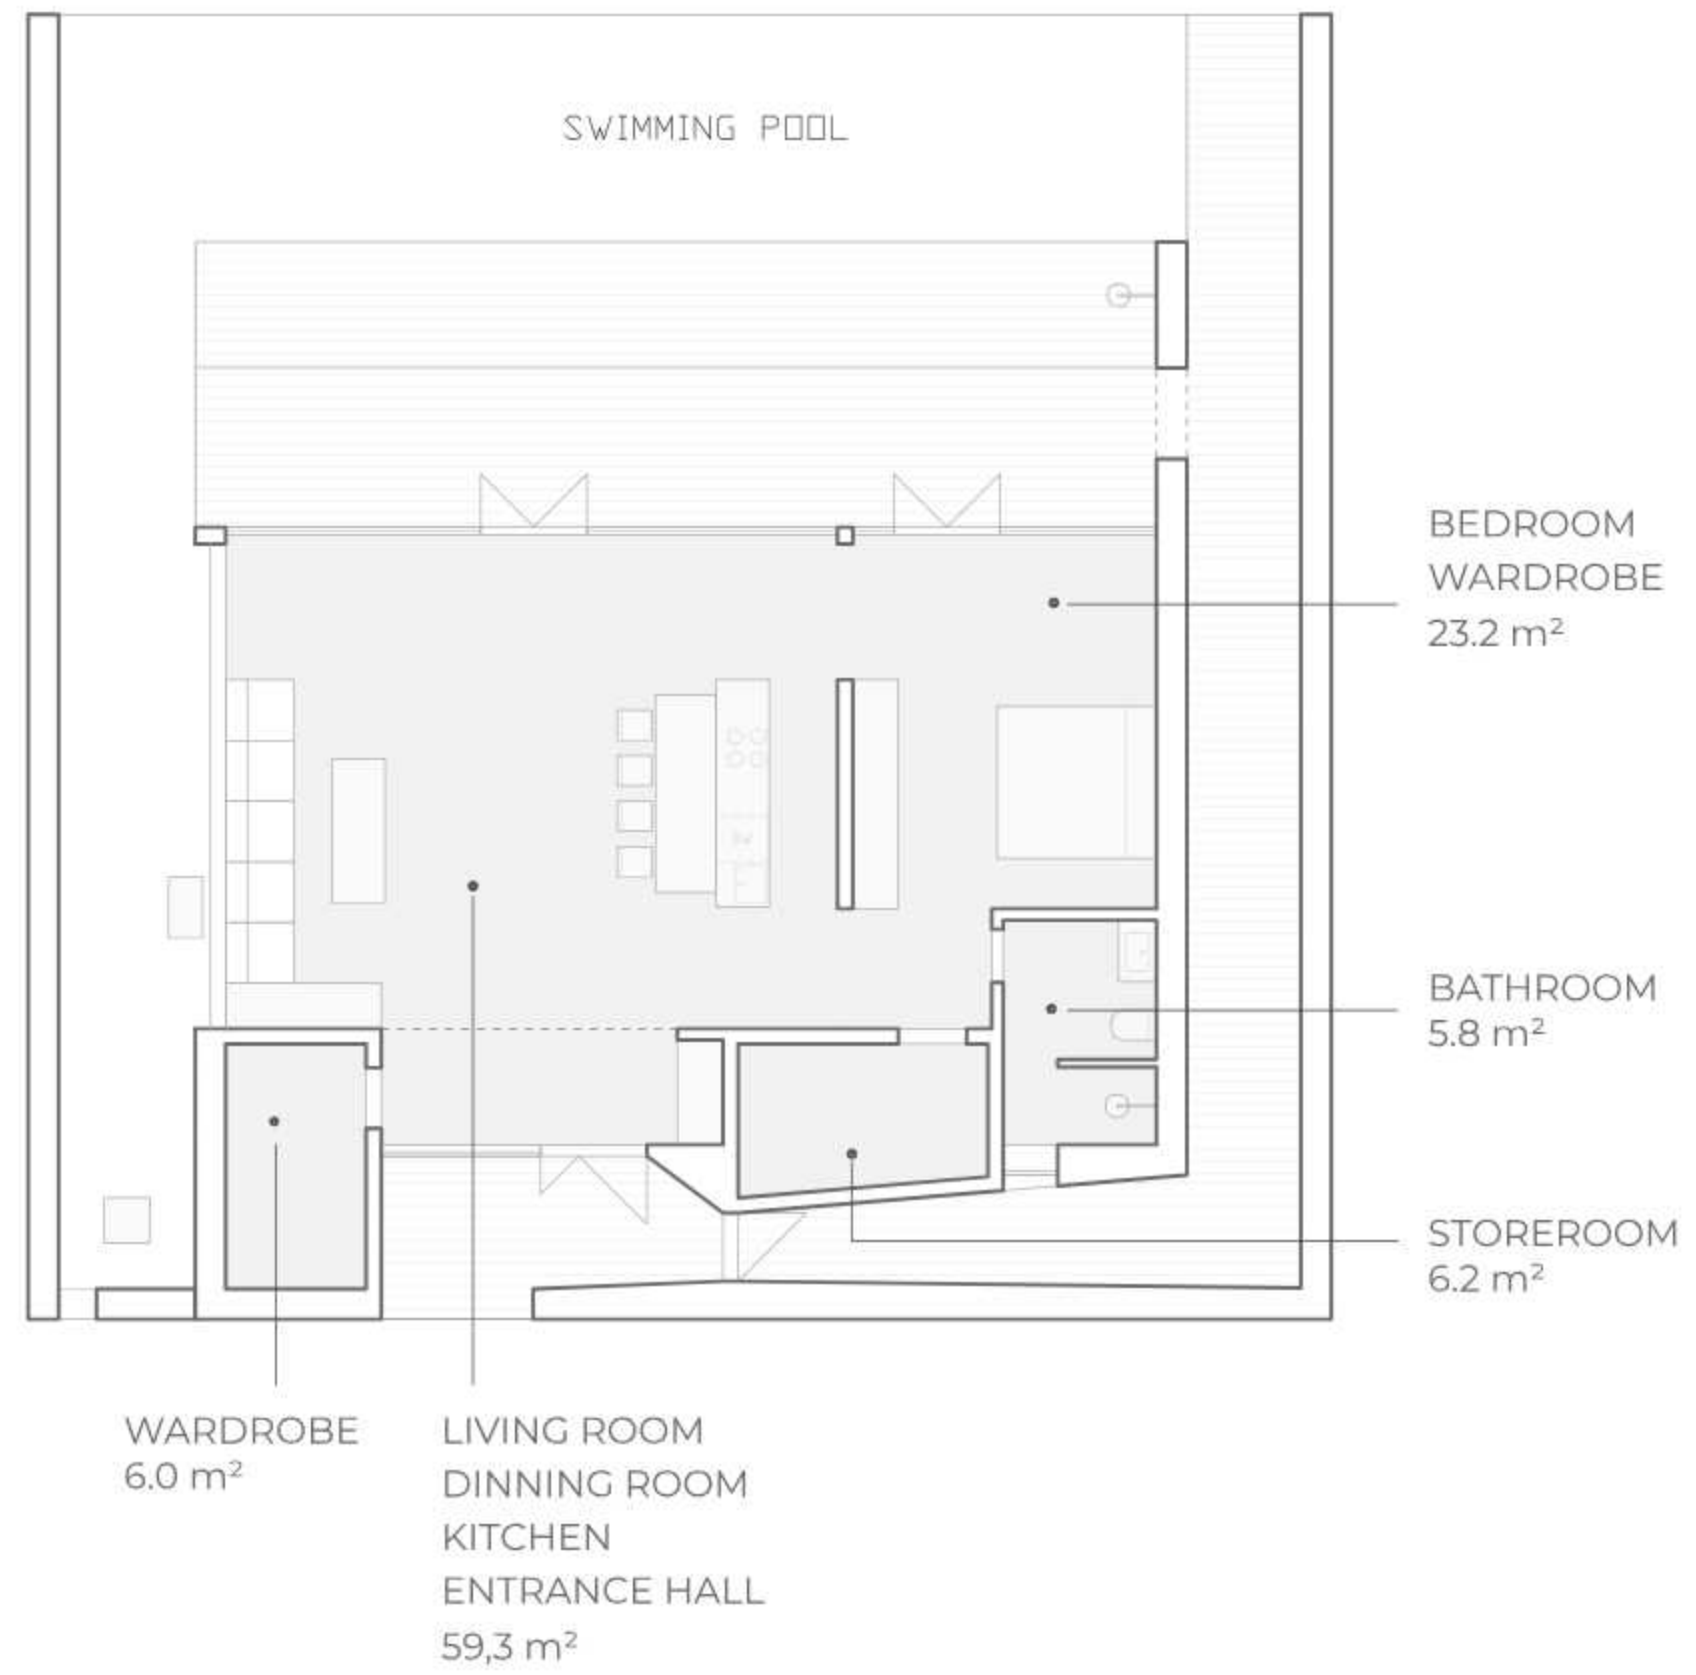 SWIMMING POOL
BEDROOM
WARDROBE
23.2 m²
BATHROOM
5.8 m²
STOREROOM
6.2 m²
WARDROBE
6.0 m²
LIVING ROOM
DINNING ROOM
KITCHEN
ENTRANCE HALL
59,3 m²